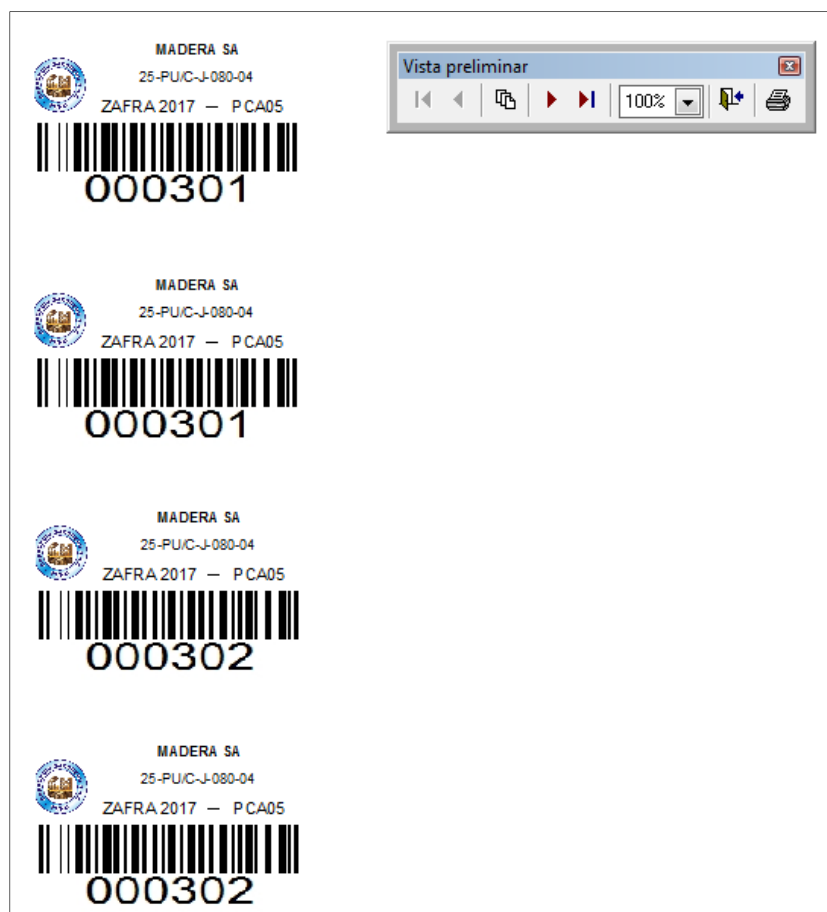 MADERA SA
25-PU/C-J-080-04
ZAFRA 2017 — PCA05
000301
Vista preliminar
100%
MADERA SA
25-PU/C-J-080-04
ZAFRA 2017 — PCA05
000301
MADERA SA
25-PU/C-J-080-04
ZAFRA 2017 — PCA05
000302
MADERA SA
25-PU/C-J-080-04
ZAFRA 2017 — PCA05
000302